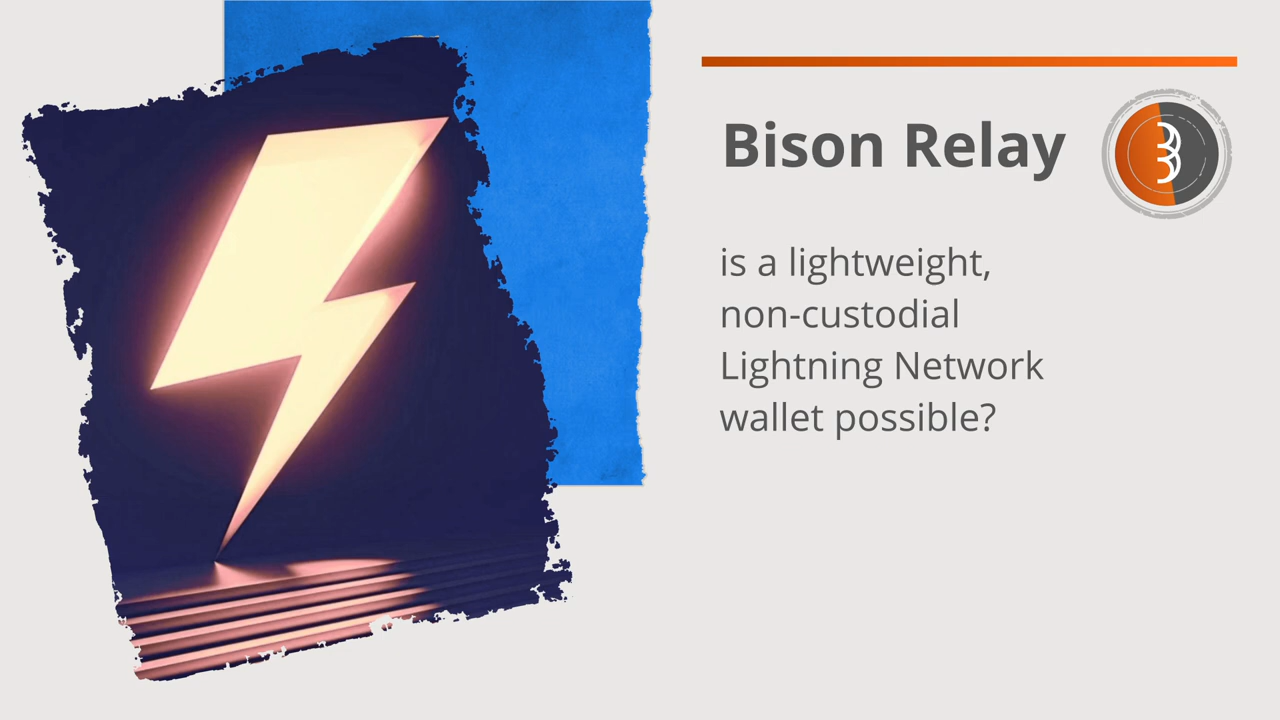 Bison Relay
is a lightweight,
non-custodial
Lightning Network
wallet possible?